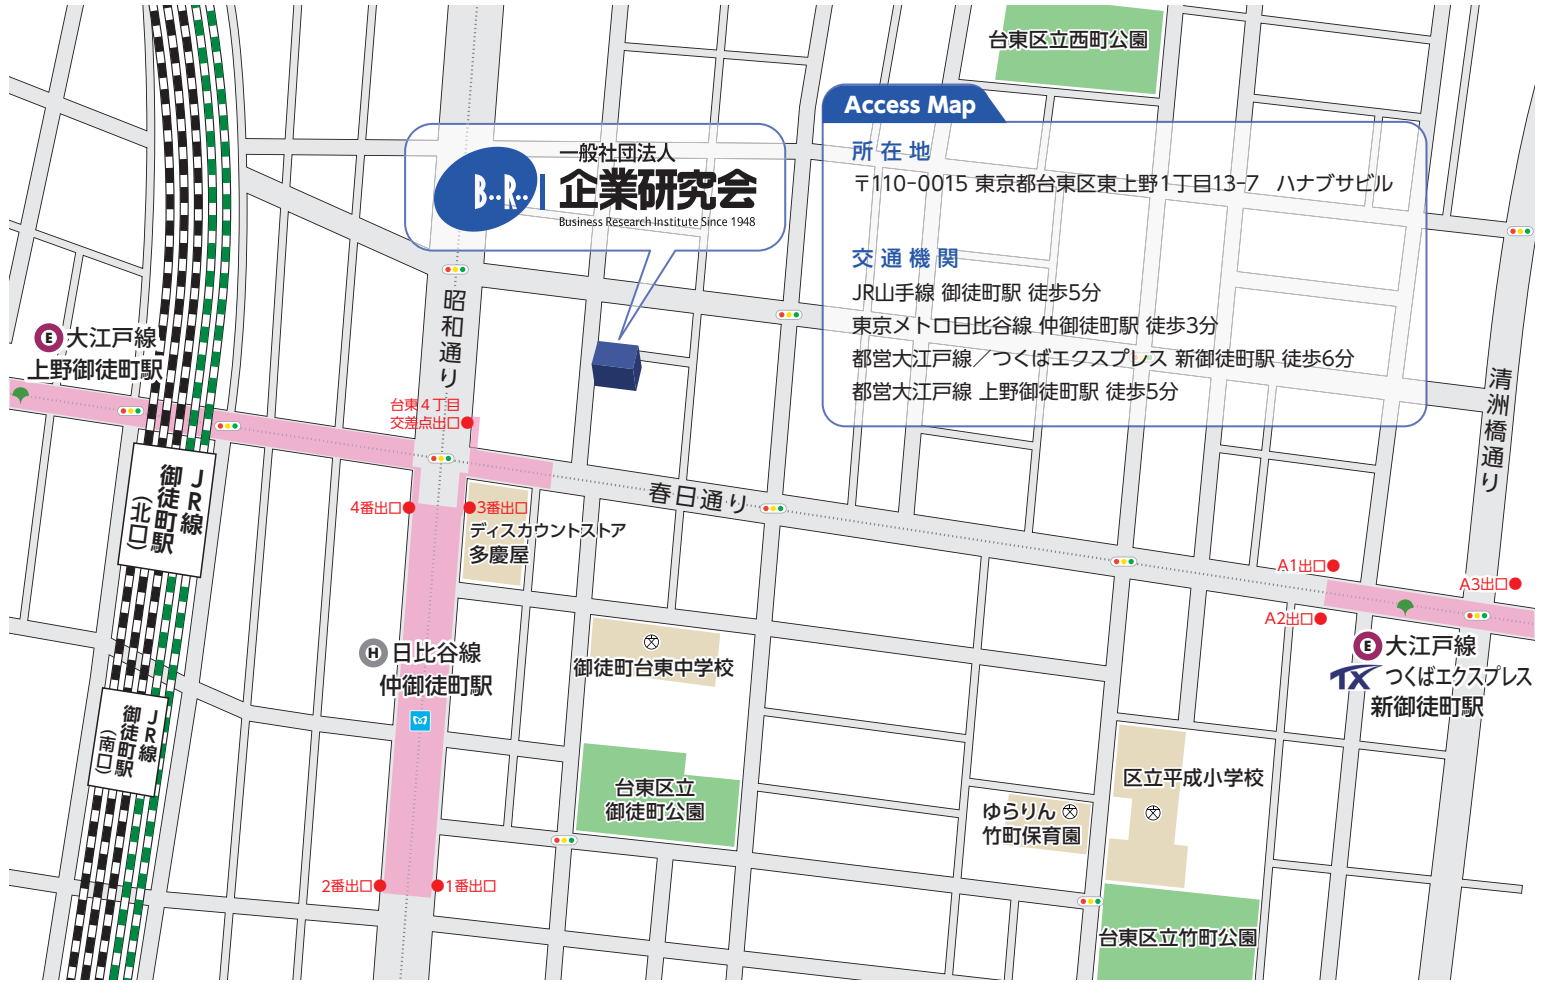 台東区立西町公園
Access Map
所在地
〒110-0015 東京都台東区東上野1丁目13-7 ハナブサビル
交通機関
JR山手線 御徒町駅 徒歩5分
東京メトロ日比谷線 仲御徒町駅 徒歩3分
都営大江戸線／つくばエクスプレス 新御徒町駅 徒歩6分
都営大江戸線 上野御徒町駅 徒歩5分
B・・R・・I
一般社団法人
企業研究会
Business Research Institute Since 1948
昭和通り
E 大江戸線
上野御徒町駅
台東4丁目
交差点出口
清洲橋通り
JR線
御徒町駅
(北口)
春日通り
4番出口
3番出口
ディスカウントストア
多慶屋
A1出口
A3出口
A2出口
H 日比谷線
仲御徒町駅
御徒町台東中学校
E 大江戸線
TX つくばエクスプレス
新御徒町駅
JR線
御徒町駅
(南口)
台東区立
御徒町公園
区立平成小学校
ゆらりん
竹町保育園
2番出口
1番出口
台東区立竹町公園